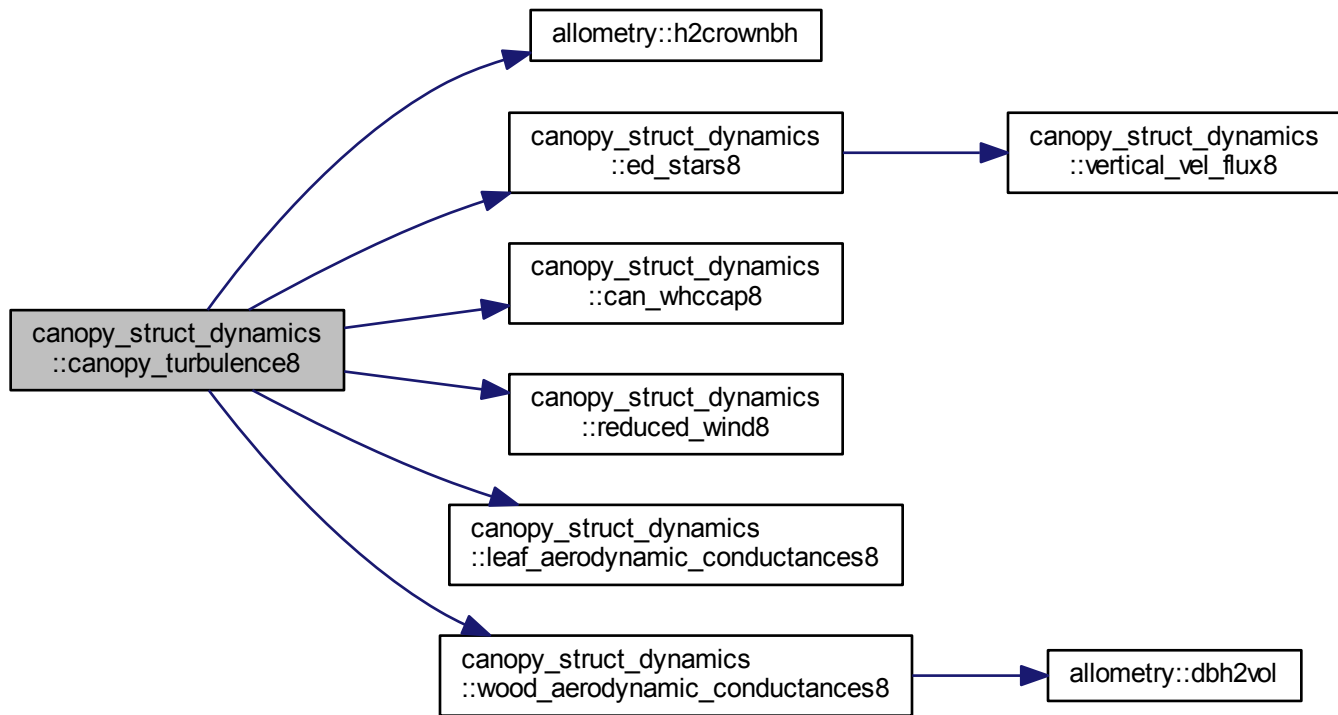 allometry::h2crownbh
canopy_struct_dynamics
::ed_stars8
canopy_struct_dynamics
::vertical_vel_flux8
canopy_struct_dynamics
::can_whccap8
canopy_struct_dynamics
::canopy_turbulence8
canopy_struct_dynamics
::reduced_wind8
canopy_struct_dynamics
::leaf_aerodynamic_conductances8
canopy_struct_dynamics
::wood_aerodynamic_conductances8
allometry::dbh2vol